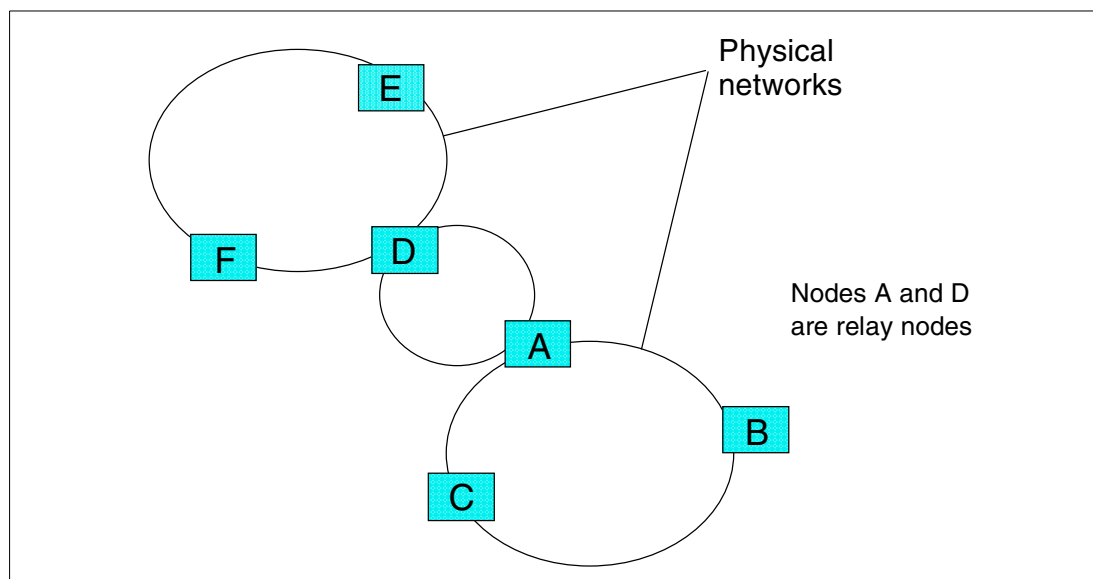 Physical
networks
E
D
F
Nodes A and D
are relay nodes
A
B
C